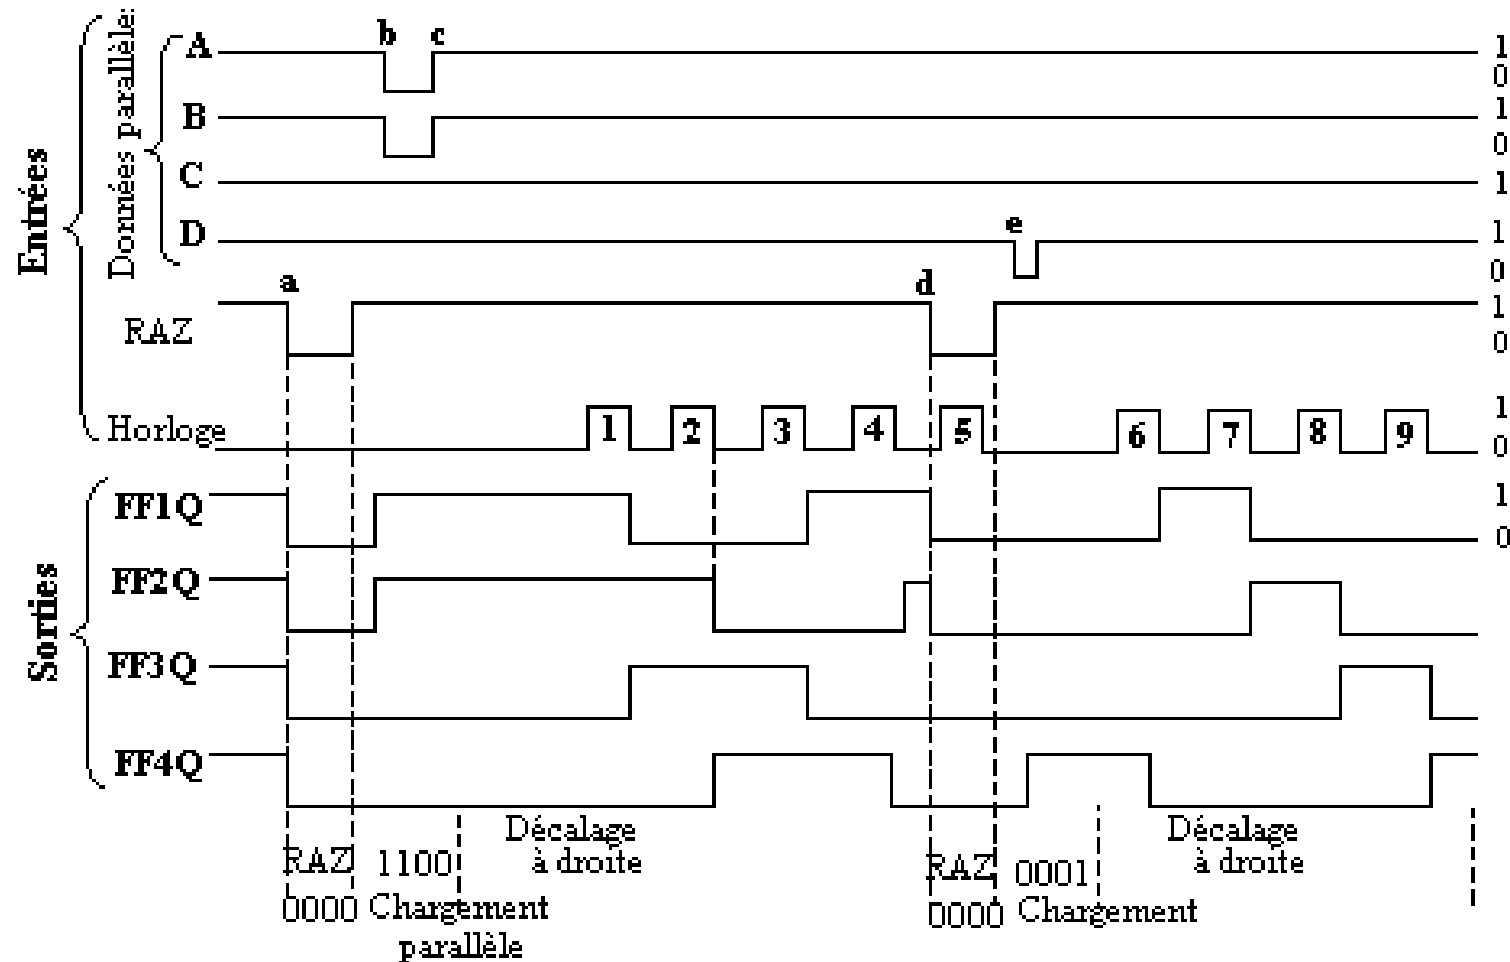 Entrées
Données parallèle:
A
b
c
1
0
B
1
0
C
1
D
e
1
0
a
d
RAZ
1
0
Horloge
1
2
3
4
5
6
7
8
9
1
0
Sorties
FF1Q
1
0
FF2Q
FF3Q
FF4Q
RAZ
0000
1100
Chargement
parallèle
Décalage
à droite
RAZ
0000
0001
Chargement
Décalage
à droite